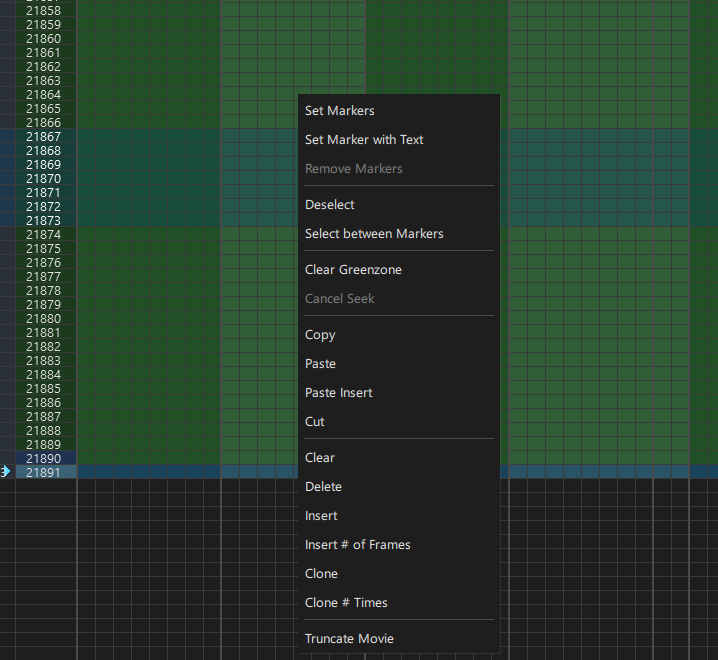 21858
21859
21860
21861
21862
21863
21864
21865
21866
21867
21868
21869
21870
21871
21872
21873
21874
21875
21876
21877
21878
21879
21880
21881
21882
21883
21884
21885
21886
21887
21888
21889
21890
3 21891
Set Markers
Set Marker with Text
Remove Markers
Deselect
Select between Markers
Clear Greenzone
Cancel Seek
Copy
Paste
Paste Insert
Cut
Clear
Delete
Insert
Insert # of Frames
Clone
Clone # Times
Truncate Movie